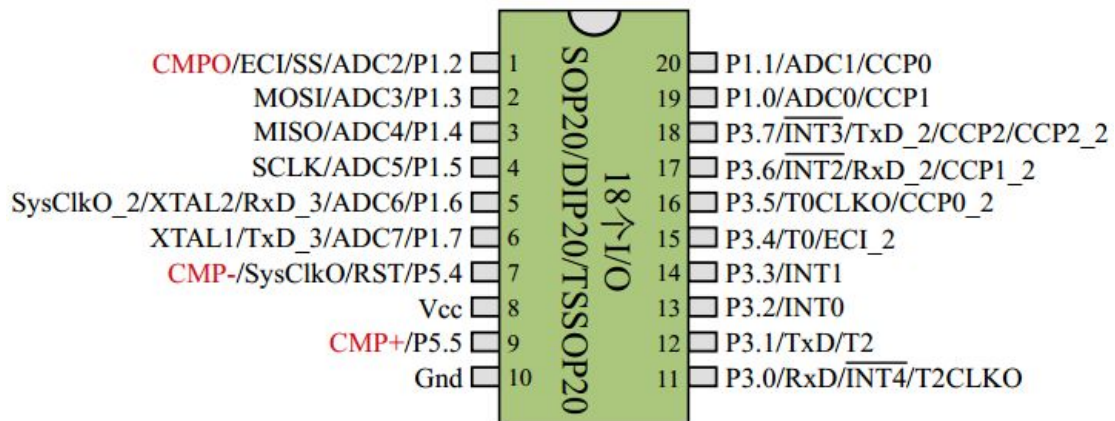 CMPO/ECI/SS/ADC2/P1.2 1
MOSI/ADC3/P1.3 2
MISO/ADC4/P1.4 3
SCLK/ADC5/P1.5 4
SysClkO_2/XTAL2/RxD_3/ADC6/P1.6 5
XTAL1/TxD_3/ADC7/P1.7 6
CMP-/SysClkO/RST/P5.4 7
Vcc 8
CMP+/P5.5 9
Gnd 10
SOP20/DIP20/TSSOP20
18个I/O
20 P1.1/ADC1/CCP0
19 P1.0/ADC0/CCP1
18 P3.7/INT3/TxD_2/CCP2/CCP2_2
17 P3.6/INT2/RxD_2/CCP1_2
16 P3.5/T0CLKO/CCP0_2
15 P3.4/T0/ECI_2
14 P3.3/INT1
13 P3.2/INT0
12 P3.1/TxD/T2
11 P3.0/RxD/INT4/T2CLKO